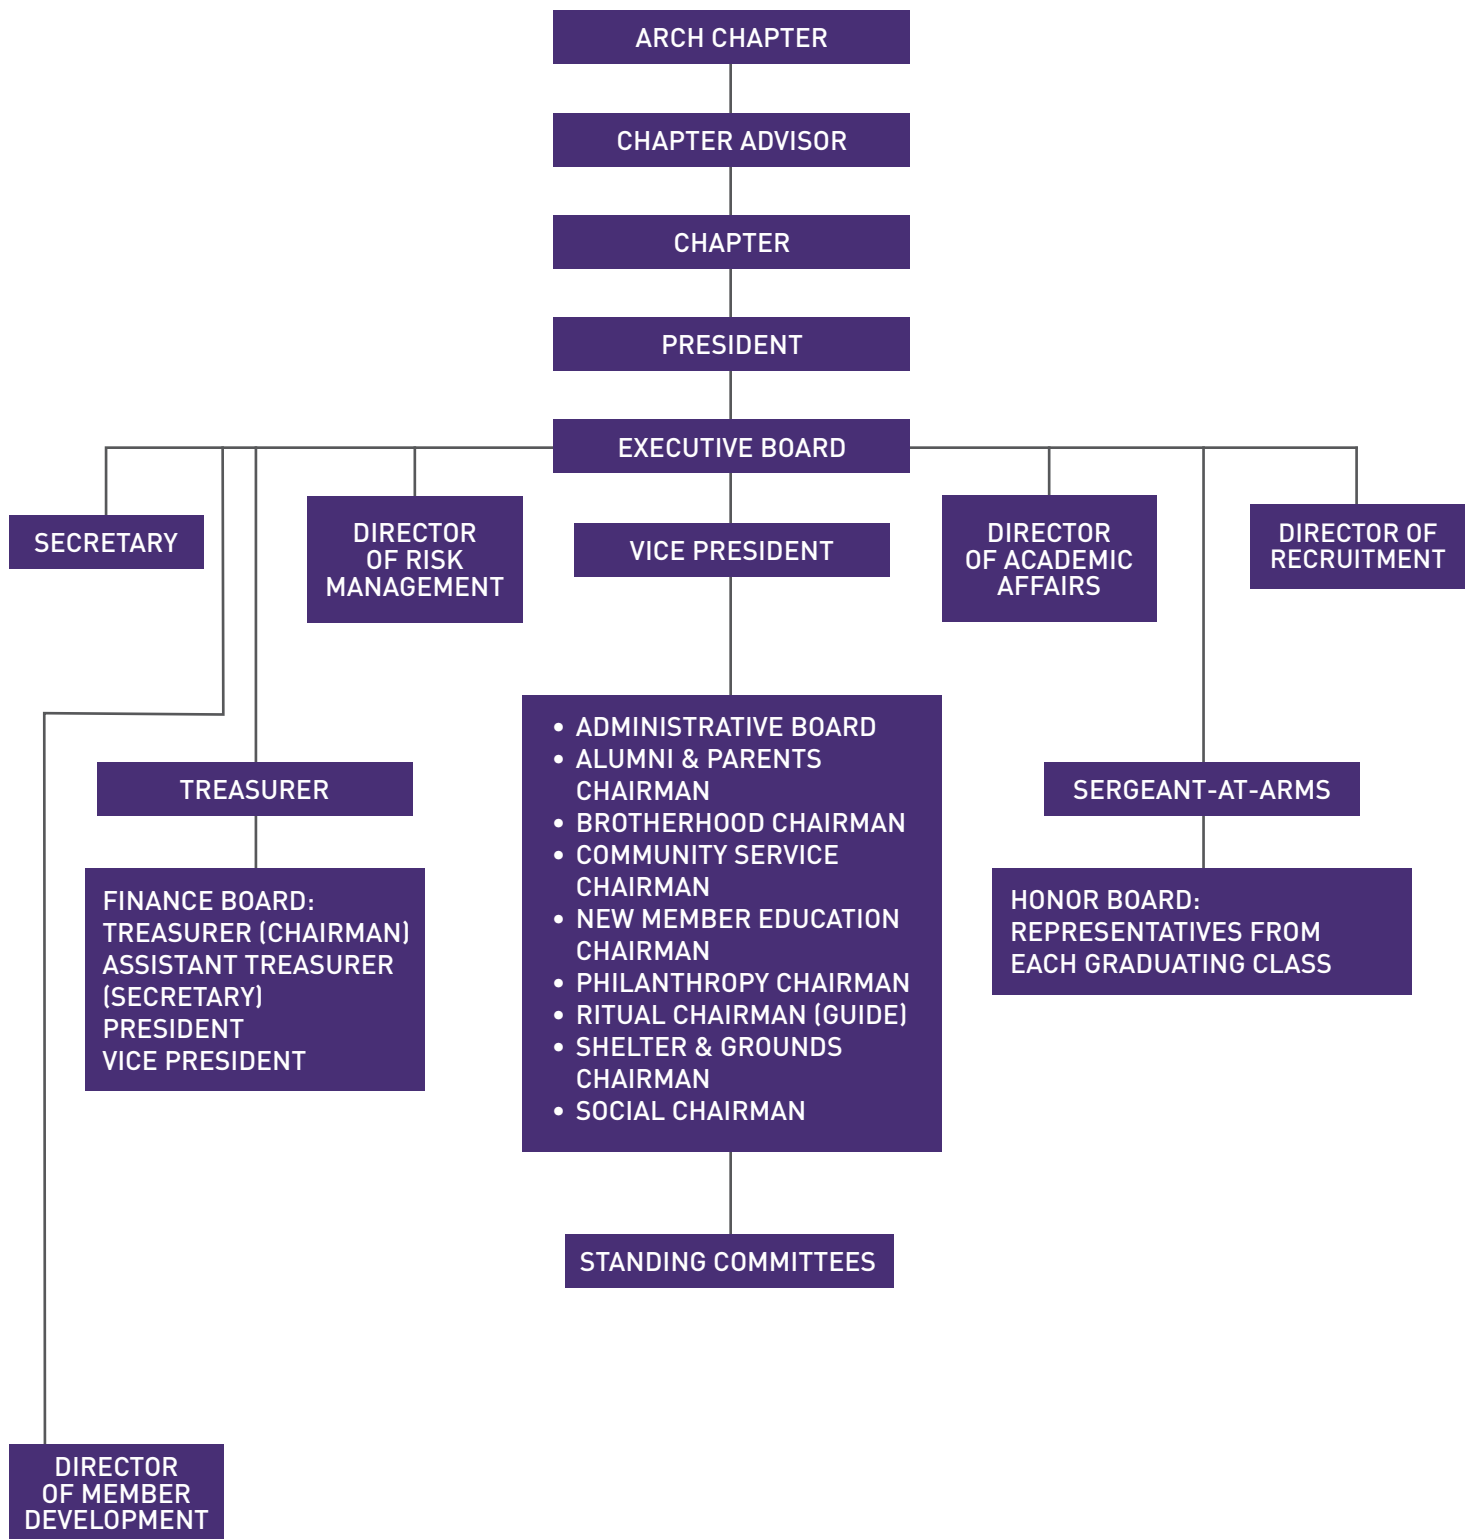 ARCH CHAPTER
CHAPTER ADVISOR
CHAPTER
PRESIDENT
EXECUTIVE BOARD
SECRETARY
DIRECTOR
OF RISK
MANAGEMENT
VICE PRESIDENT
DIRECTOR
OF ACADEMIC
AFFAIRS
DIRECTOR OF
RECRUITMENT
TREASURER
FINANCE BOARD:
TREASURER (CHAIRMAN)
ASSISTANT TREASURER
(SECRETARY)
PRESIDENT
VICE PRESIDENT
• ADMINISTRATIVE BOARD
• ALUMNI & PARENTS
CHAIRMAN
• BROTHERHOOD CHAIRMAN
• COMMUNITY SERVICE
CHAIRMAN
• NEW MEMBER EDUCATION
CHAIRMAN
• PHILANTHROPY CHAIRMAN
• RITUAL CHAIRMAN (GUIDE)
• SHELTER & GROUNDS
CHAIRMAN
• SOCIAL CHAIRMAN
SERGEANT-AT-ARMS
HONOR BOARD:
REPRESENTATIVES FROM
EACH GRADUATING CLASS
STANDING COMMITTEES
DIRECTOR
OF MEMBER
DEVELOPMENT